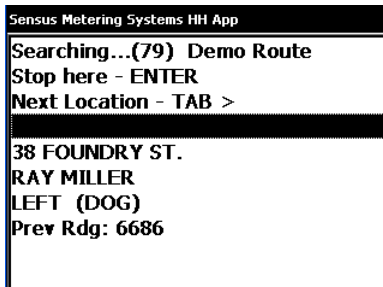 Sensus Metering Systems HH App
Searching...(79) Demo Route
Stop here - ENTER
Next Location - TAB >
38 FOUNDRY ST.
RAY MILLER
LEFT (DOG)
Prev Rdg: 6686